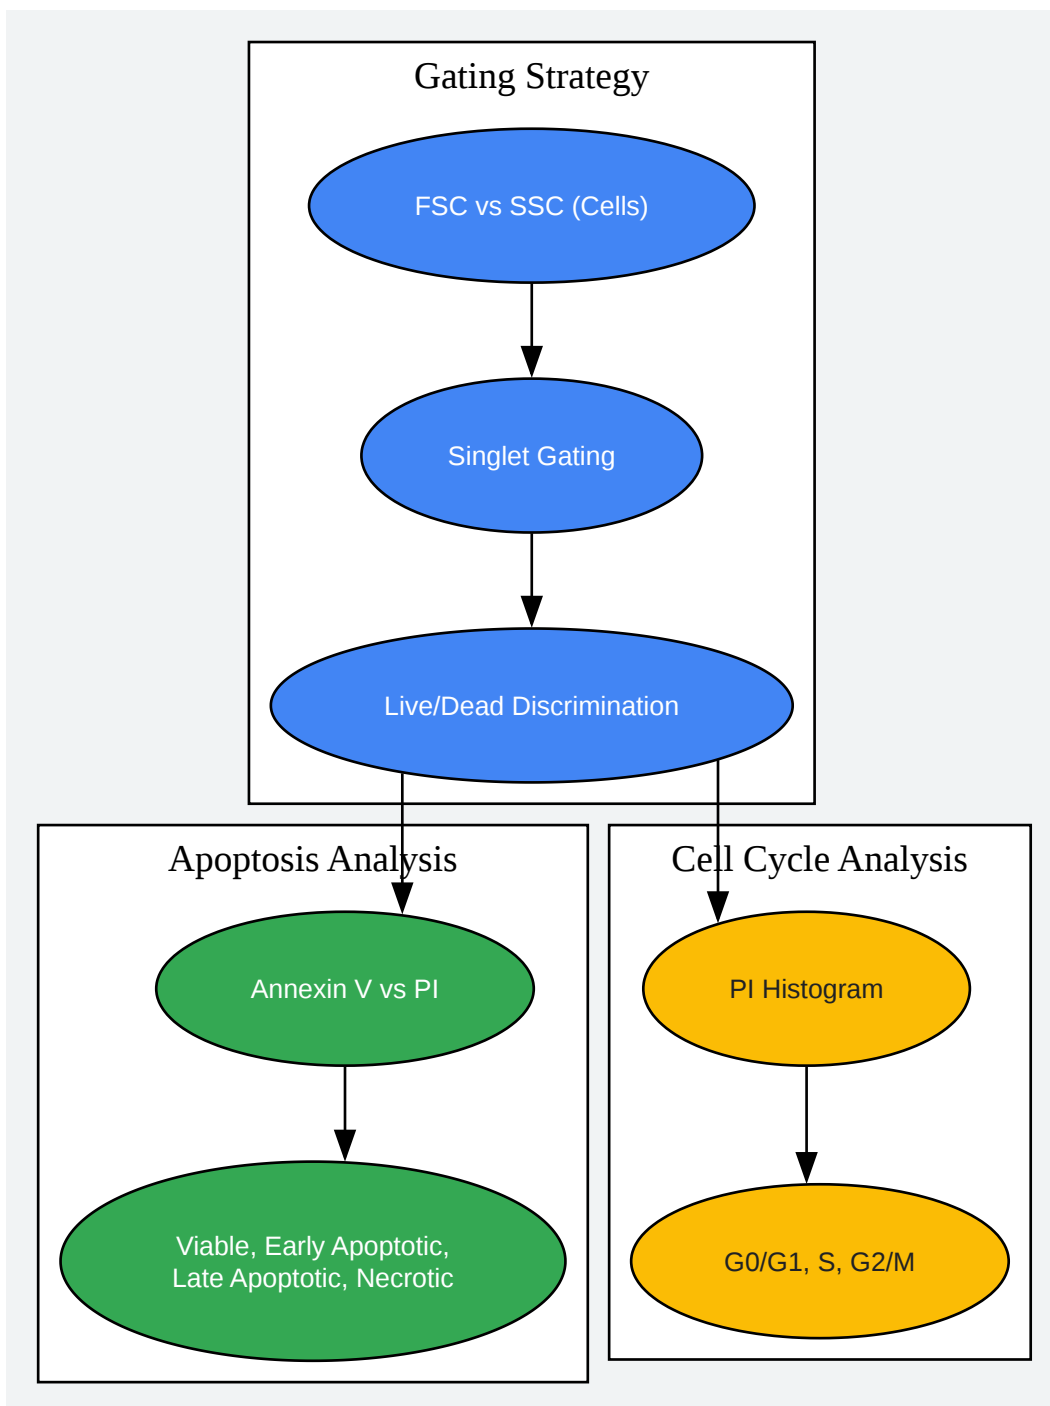 Gating Strategy
FSC vs SSC (Cells)
Singlet Gating
Live/Dead Discrimination
Apoptosis Analysis
Annexin V vs PI
Viable, Early Apoptotic,
Late Apoptotic, Necrotic
Cell Cycle Analysis
PI Histogram
G0/G1, S, G2/M